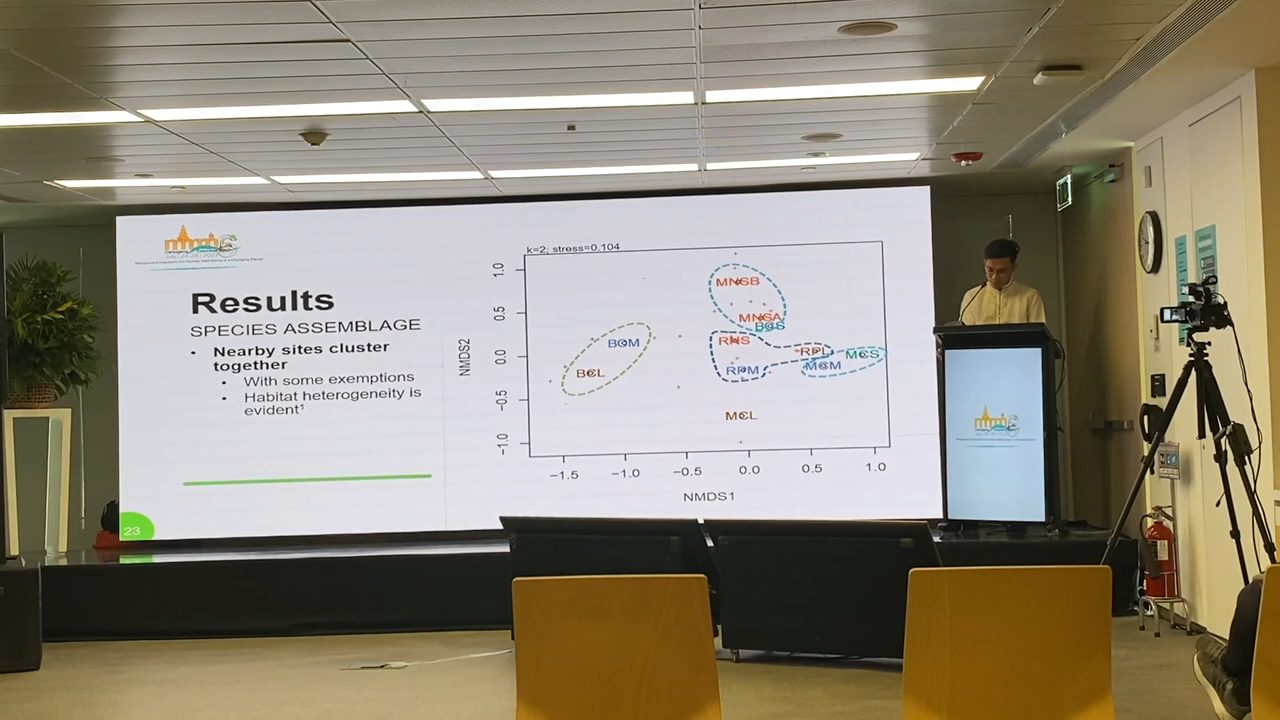 Results
SPECIES ASSEMBLAGE
• Nearby sites cluster
together
• With some exemptions
• Habitat heterogeneity is
evident¹
23
k=2; stress=0.104
NMDS2
1.0
0.5
0.0
−0.5
−1.0
MNSB
MNSA
BCS
BCM
RNS
RPL
MCS
BCL
RPM
MCM
MCL
−1.5
−1.0
−0.5
0.0
0.5
1.0
NMDS1